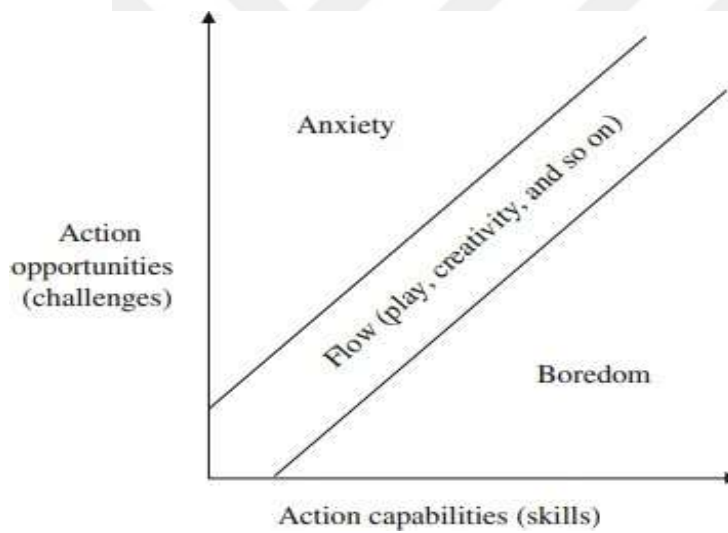 Anxiety
Action
opportunities
(challenges)
Flow (play, creativity, and so on)
Boredom
Action capabilities (skills)